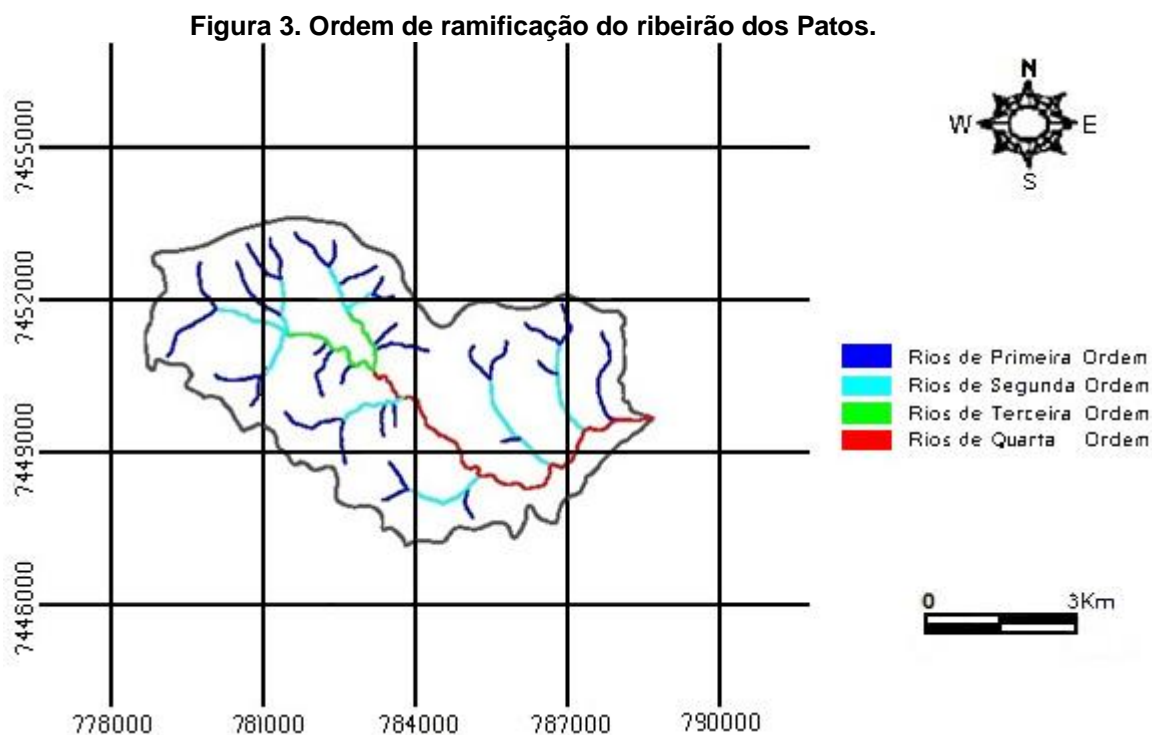 Figura 3. Ordem de ramificação do ribeirão dos Patos.
N
W E
S
7455000
7452000
7449000
7446000
778000 781000 784000 787000 790000
Rios de Primeira Ordem
Rios de Segunda Ordem
Rios de Terceira Ordem
Rios de Quarta Ordem
0 3Km